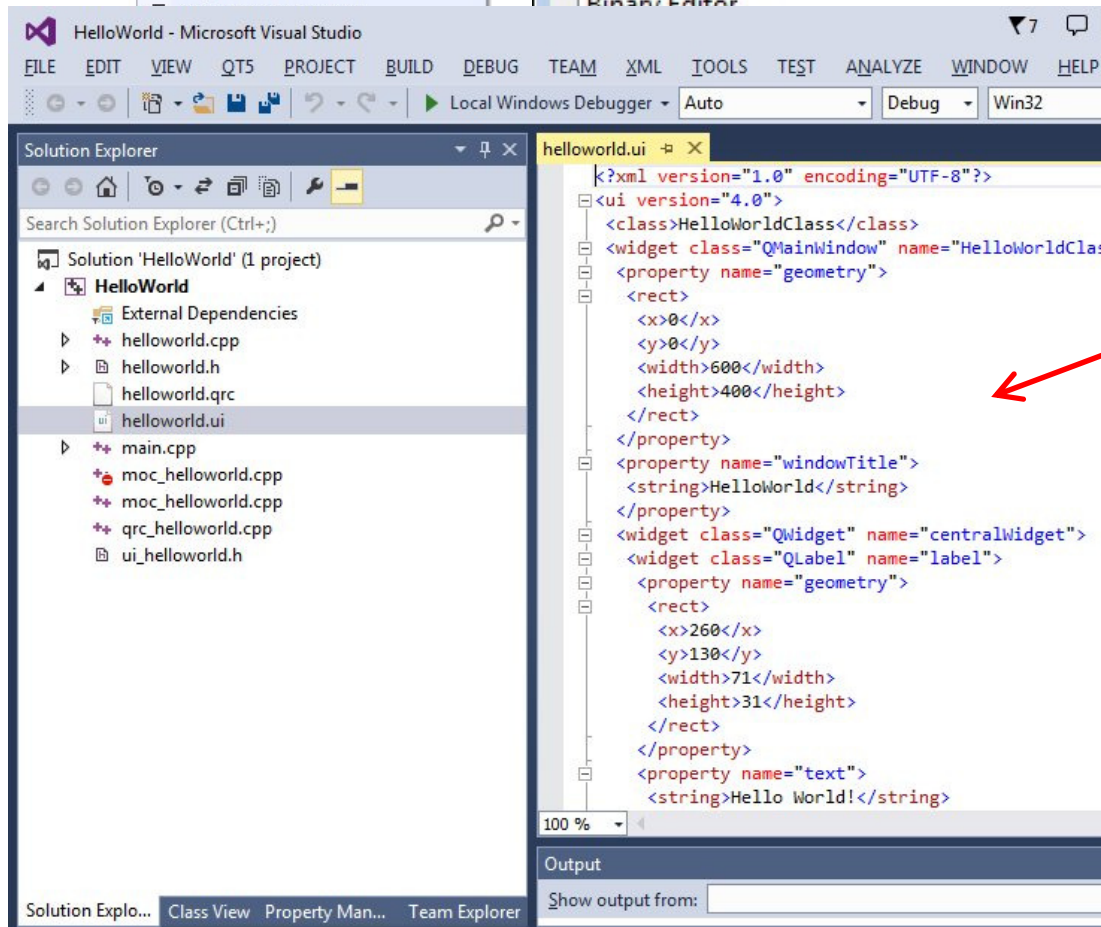 Binary Editor
HelloWorld - Microsoft Visual Studio
7
FILE EDIT VIEW QT5 PROJECT BUILD DEBUG TEAM XML TOOLS TEST ANALYZE WINDOW HELP
Local Windows Debugger Auto Debug Win32
Solution Explorer
Search Solution Explorer (Ctrl+;)
Solution 'HelloWorld' (1 project)
HelloWorld
External Dependencies
helloworld.cpp
helloworld.h
helloworld.qrc
helloworld.ui
main.cpp
moc_helloworld.cpp
moc_helloworld.cpp
qrc_helloworld.cpp
ui_helloworld.h
Solution Explo... Class View Property Man... Team Explorer
helloworld.ui
<?xml version="1.0" encoding="UTF-8"?>
<ui version="4.0">
<class>HelloWorldClass</class>
<widget class="QMainWindow" name="HelloWorldClas
<property name="geometry">
<rect>
<x>0</x>
<y>0</y>
<width>600</width>
<height>400</height>
</rect>
</property>
<property name="windowTitle">
<string>HelloWorld</string>
</property>
<widget class="QWidget" name="centralWidget">
<widget class="QLabel" name="label">
<property name="geometry">
<rect>
<x>260</x>
<y>130</y>
<width>71</width>
<height>31</height>
</rect>
</property>
<property name="text">
<string>Hello World!</string>
100 %
Output
Show output from: